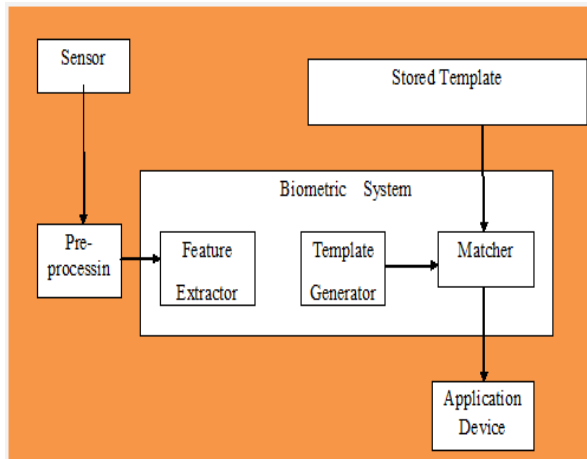 Sensor
Stored Template
Biometric System
Pre-
processin
Feature
Extractor
Template
Generator
Matcher
Application
Device